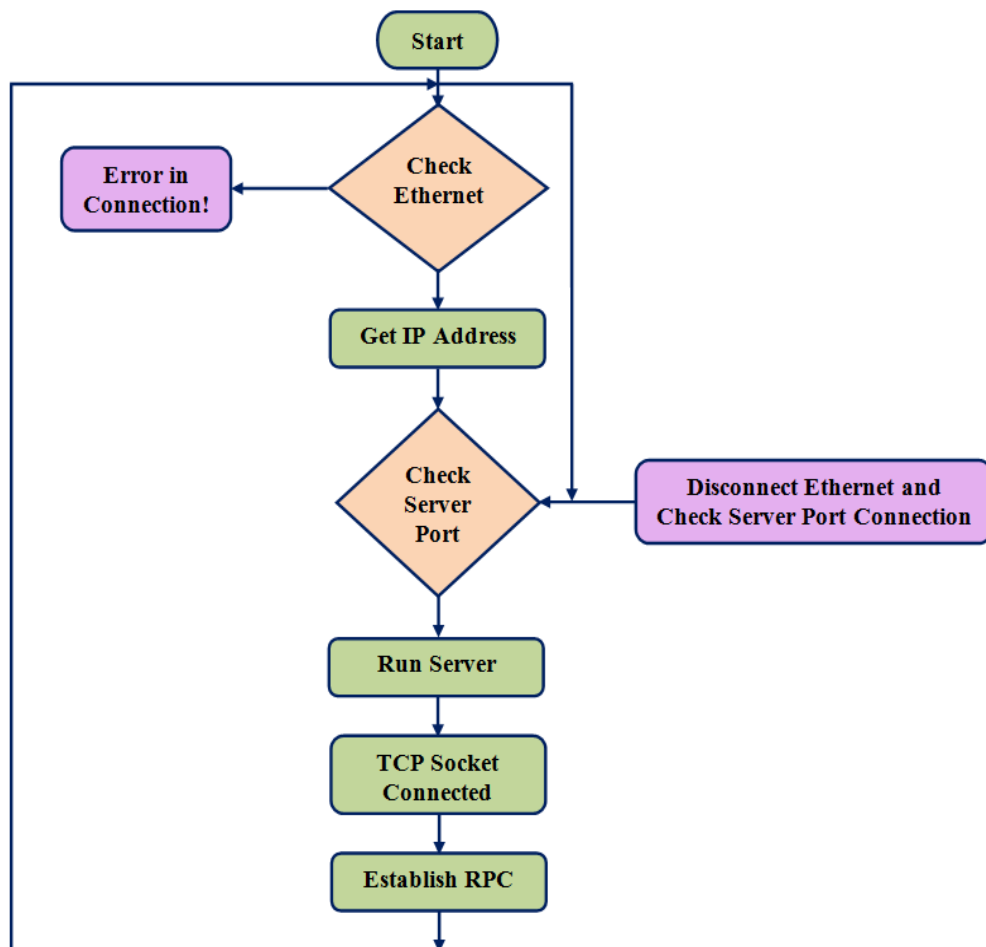 Start
Check
Ethernet
Error in
Connection!
Get IP Address
Check
Server
Port
Disconnect Ethernet and
Check Server Port Connection
Run Server
TCP Socket
Connected
Establish RPC